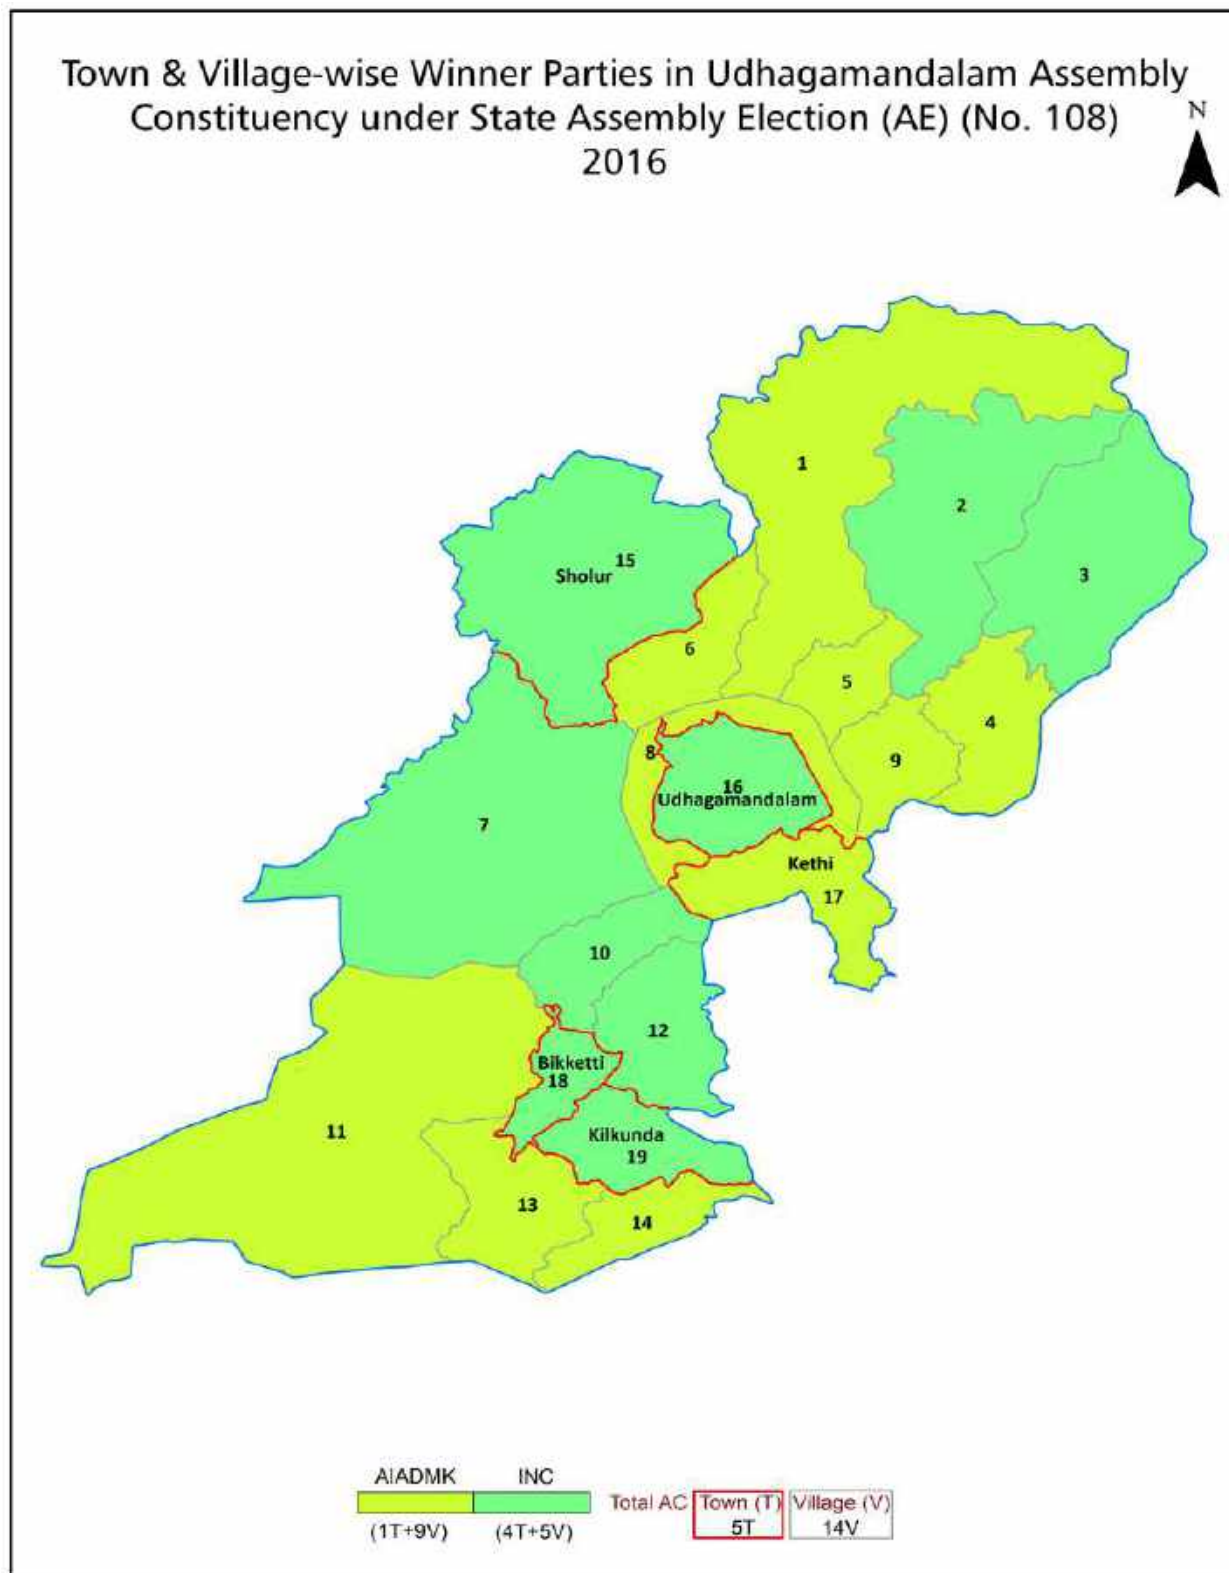 Town & Village-wise Winner Parties in Udhagamandalam Assembly
Constituency under State Assembly Election (AE) (No. 108)
2016
N
1
2
15
Sholur
3
6
5
4
8
9
16
Udhagamandalam
7
Kethi
17
10
12
Bikketti
18
11
Kilkunda
19
13
14
AIADMK INC
Total AC Town (T) Village (V)
5T 14V
(1T+9V) (4T+5V)